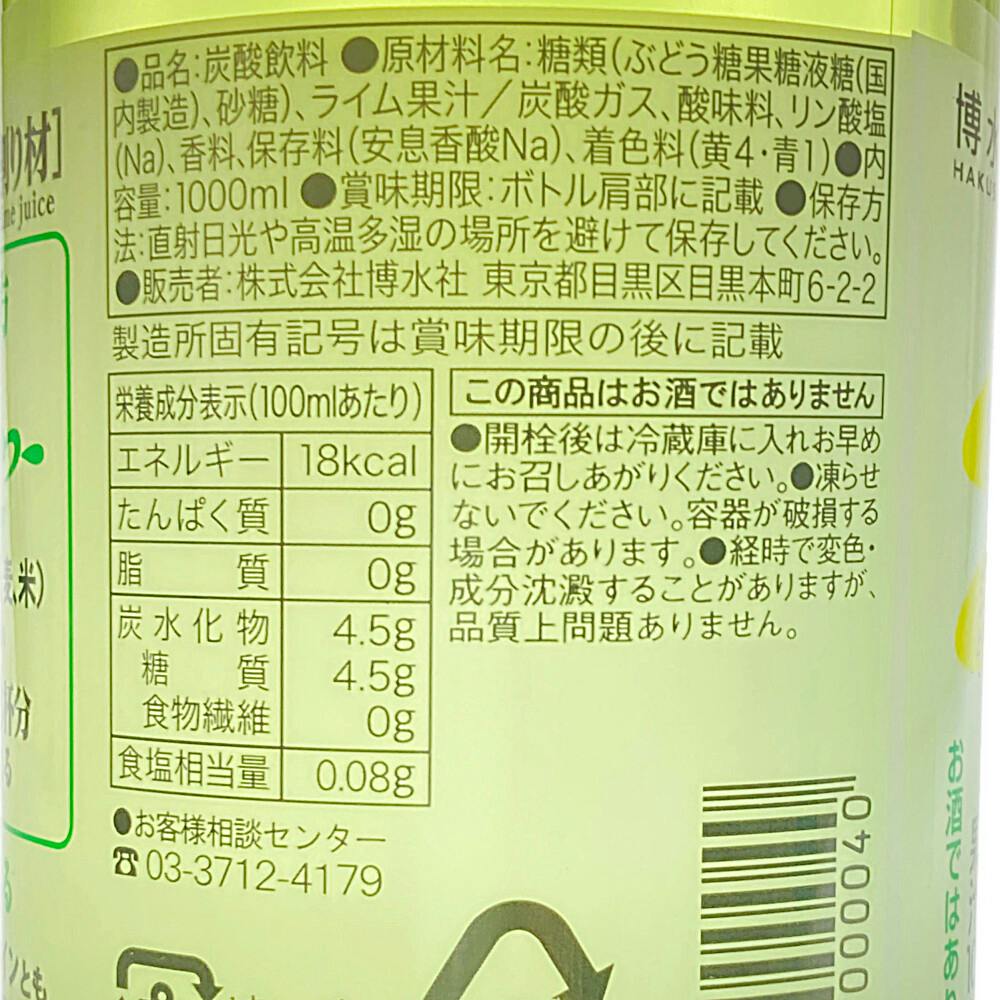 ●品名:炭酸飲料 ●原材料名:糖類(ぶどう糖果糖液糖(国
内製造)、砂糖)、ライム果汁／炭酸ガス、酸味料、リン酸塩
(Na)、香料、保存料(安息香酸Na)、着色料(黄4・青1)●内
容量:1000ml ●賞味期限:ボトル肩部に記載 ●保存方
法:直射日光や高温多湿の場所を避けて保存してください。
●販売者:株式会社博水社 東京都目黒区目黒本町6-2-2
製造所固有記号は賞味期限の後に記載
栄養成分表示(100mlあたり)
エネルギー 18kcal
たんぱく質 0g
脂質 0g
炭水化物 4.5g
糖質 4.5g
食物繊維 0g
食塩相当量 0.08g
●お客様相談センター
☎03-3712-4179
この商品はお酒ではありません
●開栓後は冷蔵庫に入れお早め
にお召しあがりください。●凍らせ
ないでください。容器が破損する
場合があります。●経時で変色・
成分沈澱することがありますが、
品質上問題ありません。
割り材]
juice
米)
杯分
る
博
HAKU
お酒ではあ